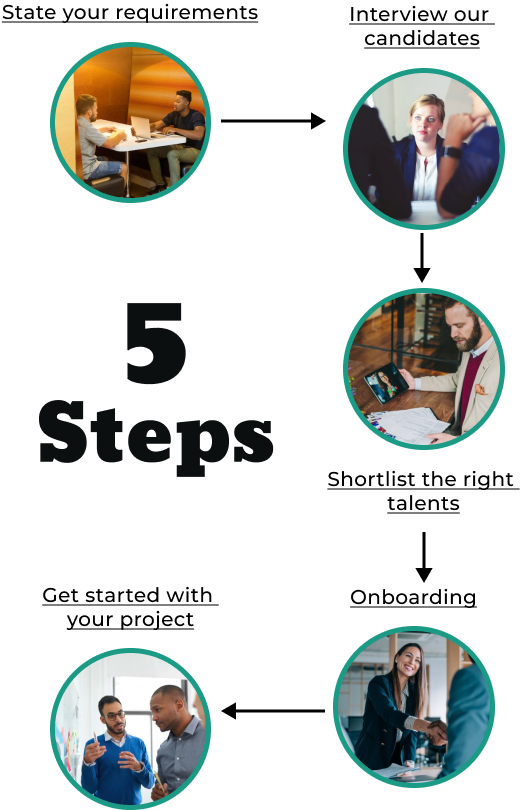 State your requirements
Interview our
candidates
5
Steps
Shortlist the right
talents
Onboarding
Get started with
your project